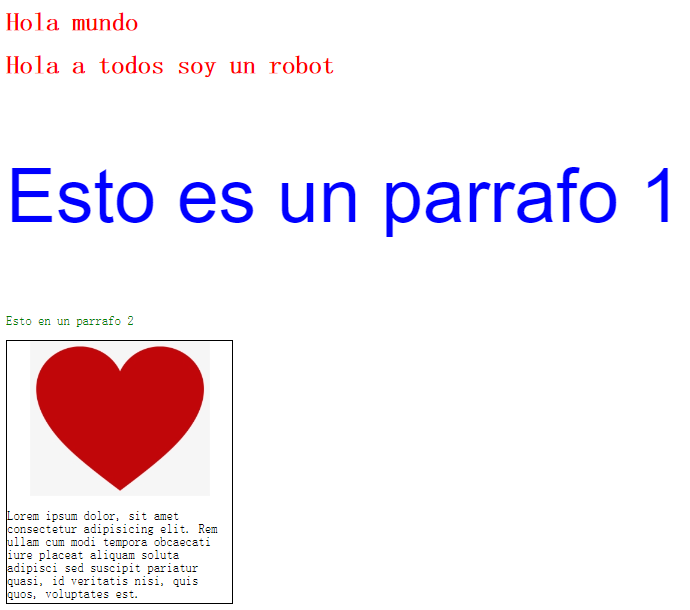 Hola mundo
Hola a todos soy un robot
Esto es un parrafo 1
Esto en un parrafo 2
Lorem ipsum dolor, sit amet
consectetur adipisicing elit. Rem
ullam cum modi tempora obcaecati
iure placeat aliquam soluta
adipisci sed suscipit pariatur
quasi, id veritatis nisi, quis
quos, voluptates est.